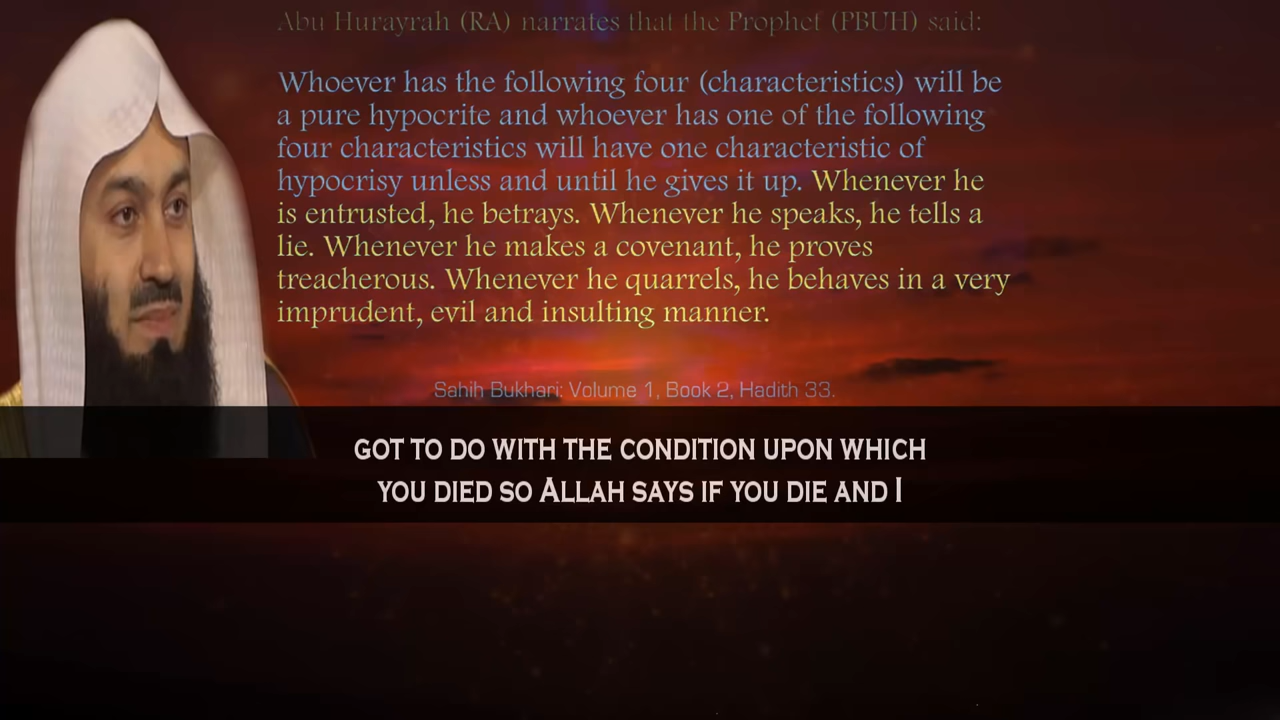 Abu Hurayrah (RA) narrates that the Prophet (PBUH) said:
Whoever has the following four (characteristics) will be
a pure hypocrite and whoever has one of the following
four characteristics will have one characteristic of
hypocrisy unless and until he gives it up. Whenever he
is entrusted, he betrays. Whenever he speaks, he tells a
lie. Whenever he makes a covenant, he proves
treacherous. Whenever he quarrels, he behaves in a very
imprudent, evil and insulting manner.
Sahih Bukhari: Volume 1, Book 2, Hadith 33.
GOT TO DO WITH THE CONDITION UPON WHICH
YOU DIED SO ALLAH SAYS IF YOU DIE AND I